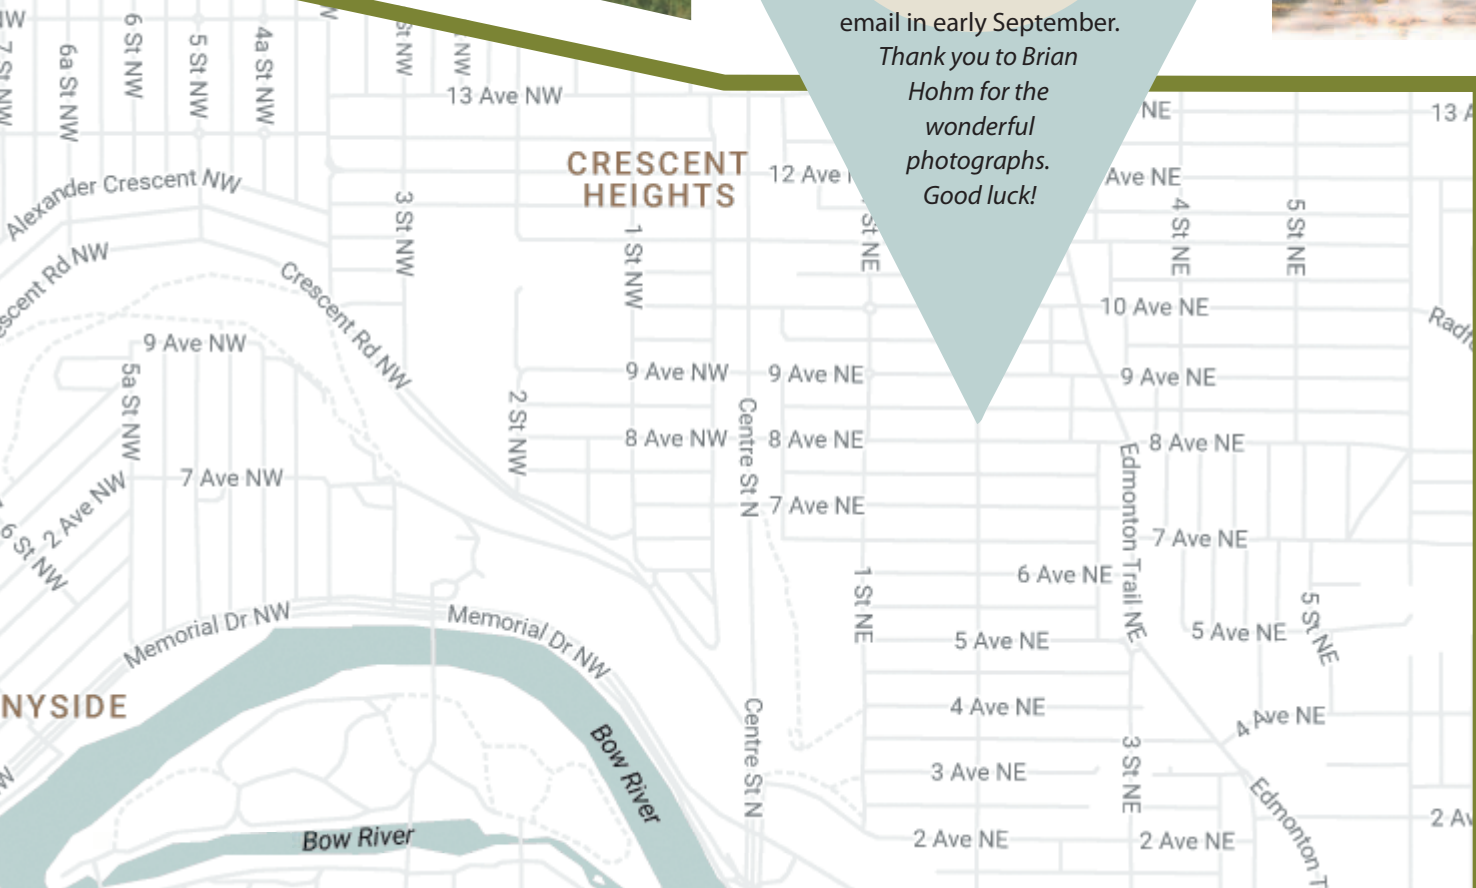 email in early September.
Thank you to Brian
Hohm for the
wonderful
photographs.
Good luck!
7 St NW
6a St NW
6 St NW
5 St NW
4a St NW
St NW
NW
13 Ave NW
NE
13
CRESCENT
HEIGHTS
12 Ave
Ave NE
Alexander Crescent NW
3 St NW
1 St NW
St NE
4 St NE
5 St NE
Crescent Rd NW
Rd NW
10 Ave NE
9 Ave NW
5a St NW
9 Ave NW
9 Ave NE
9 Ave NE
2 St NW
Centre St N
8 Ave NW
8 Ave NE
8 Ave NE
Edmonton Trail NE
7 Ave NW
2 Ave NW
6 St NW
7 Ave NE
7 Ave NE
6 Ave NE
1 St NE
5 Ave NE
5 Ave NE
5 St NE
Memorial Dr NW
Memorial Dr NW
NYSIDE
4 Ave NE
4 Ave NE
Centre St N
Bow River
3 Ave NE
3 St NE
Edmonton T
Bow River
2 Ave NE
2 Ave NE
2